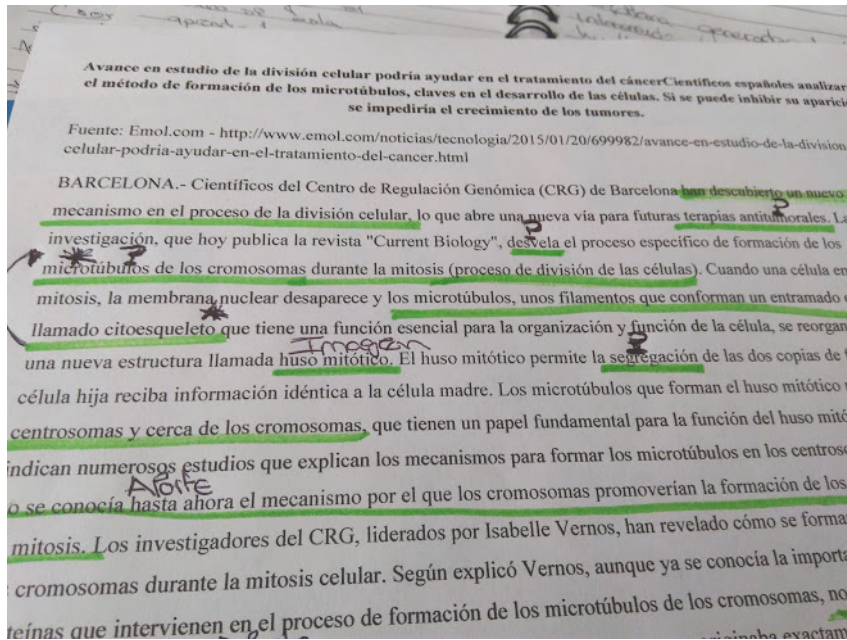 Avance en estudio de la división celular podría ayudar en el tratamiento del cáncerCientíficos españoles analizar
el método de formación de los microtúbulos, claves en el desarrollo de las células. Si se puede inhibir su aparici
se impediría el crecimiento de los tumores.
Fuente: Emol.com - http://www.emol.com/noticias/tecnologia/2015/01/20/699982/avance-en-estudio-de-la-division
celular-podria-ayudar-en-el-tratamiento-del-cancer.html
BARCELONA.- Científicos del Centro de Regulación Genómica (CRG) de Barcelona han descubierto un nuevo
mecanismo en el proceso de la división celular, lo que abre una nueva vía para futuras terapias antitumorales. La
?
?
investigación, que hoy publica la revista "Current Biology", desvela el proceso específico de formación de los
?
microtúbulos de los cromosomas durante la mitosis (proceso de división de las células). Cuando una célula en
mitosis, la membrana nuclear desaparece y los microtúbulos, unos filamentos que conforman un entramado
llamado citoesqueleto que tiene una función esencial para la organización y función de la célula, se reorgan
Imagen
?
una nueva estructura llamada huso mitótico. El huso mitótico permite la segregación de las dos copias de
célula hija reciba información idéntica a la célula madre. Los microtúbulos que forman el huso mitótico
centrosomas y cerca de los cromosomas, que tienen un papel fundamental para la función del huso mitó
indican numerosos estudios que explican los mecanismos para formar los microtúbulos en los centroso
Aporte
o se conocía hasta ahora el mecanismo por el que los cromosomas promoverían la formación de los
mitosis. Los investigadores del CRG, liderados por Isabelle Vernos, han revelado cómo se forma
cromosomas durante la mitosis celular. Según explicó Vernos, aunque ya se conocía la importa
teínas que intervienen en el proceso de formación de los microtúbulos de los cromosomas, no
originaba exactam